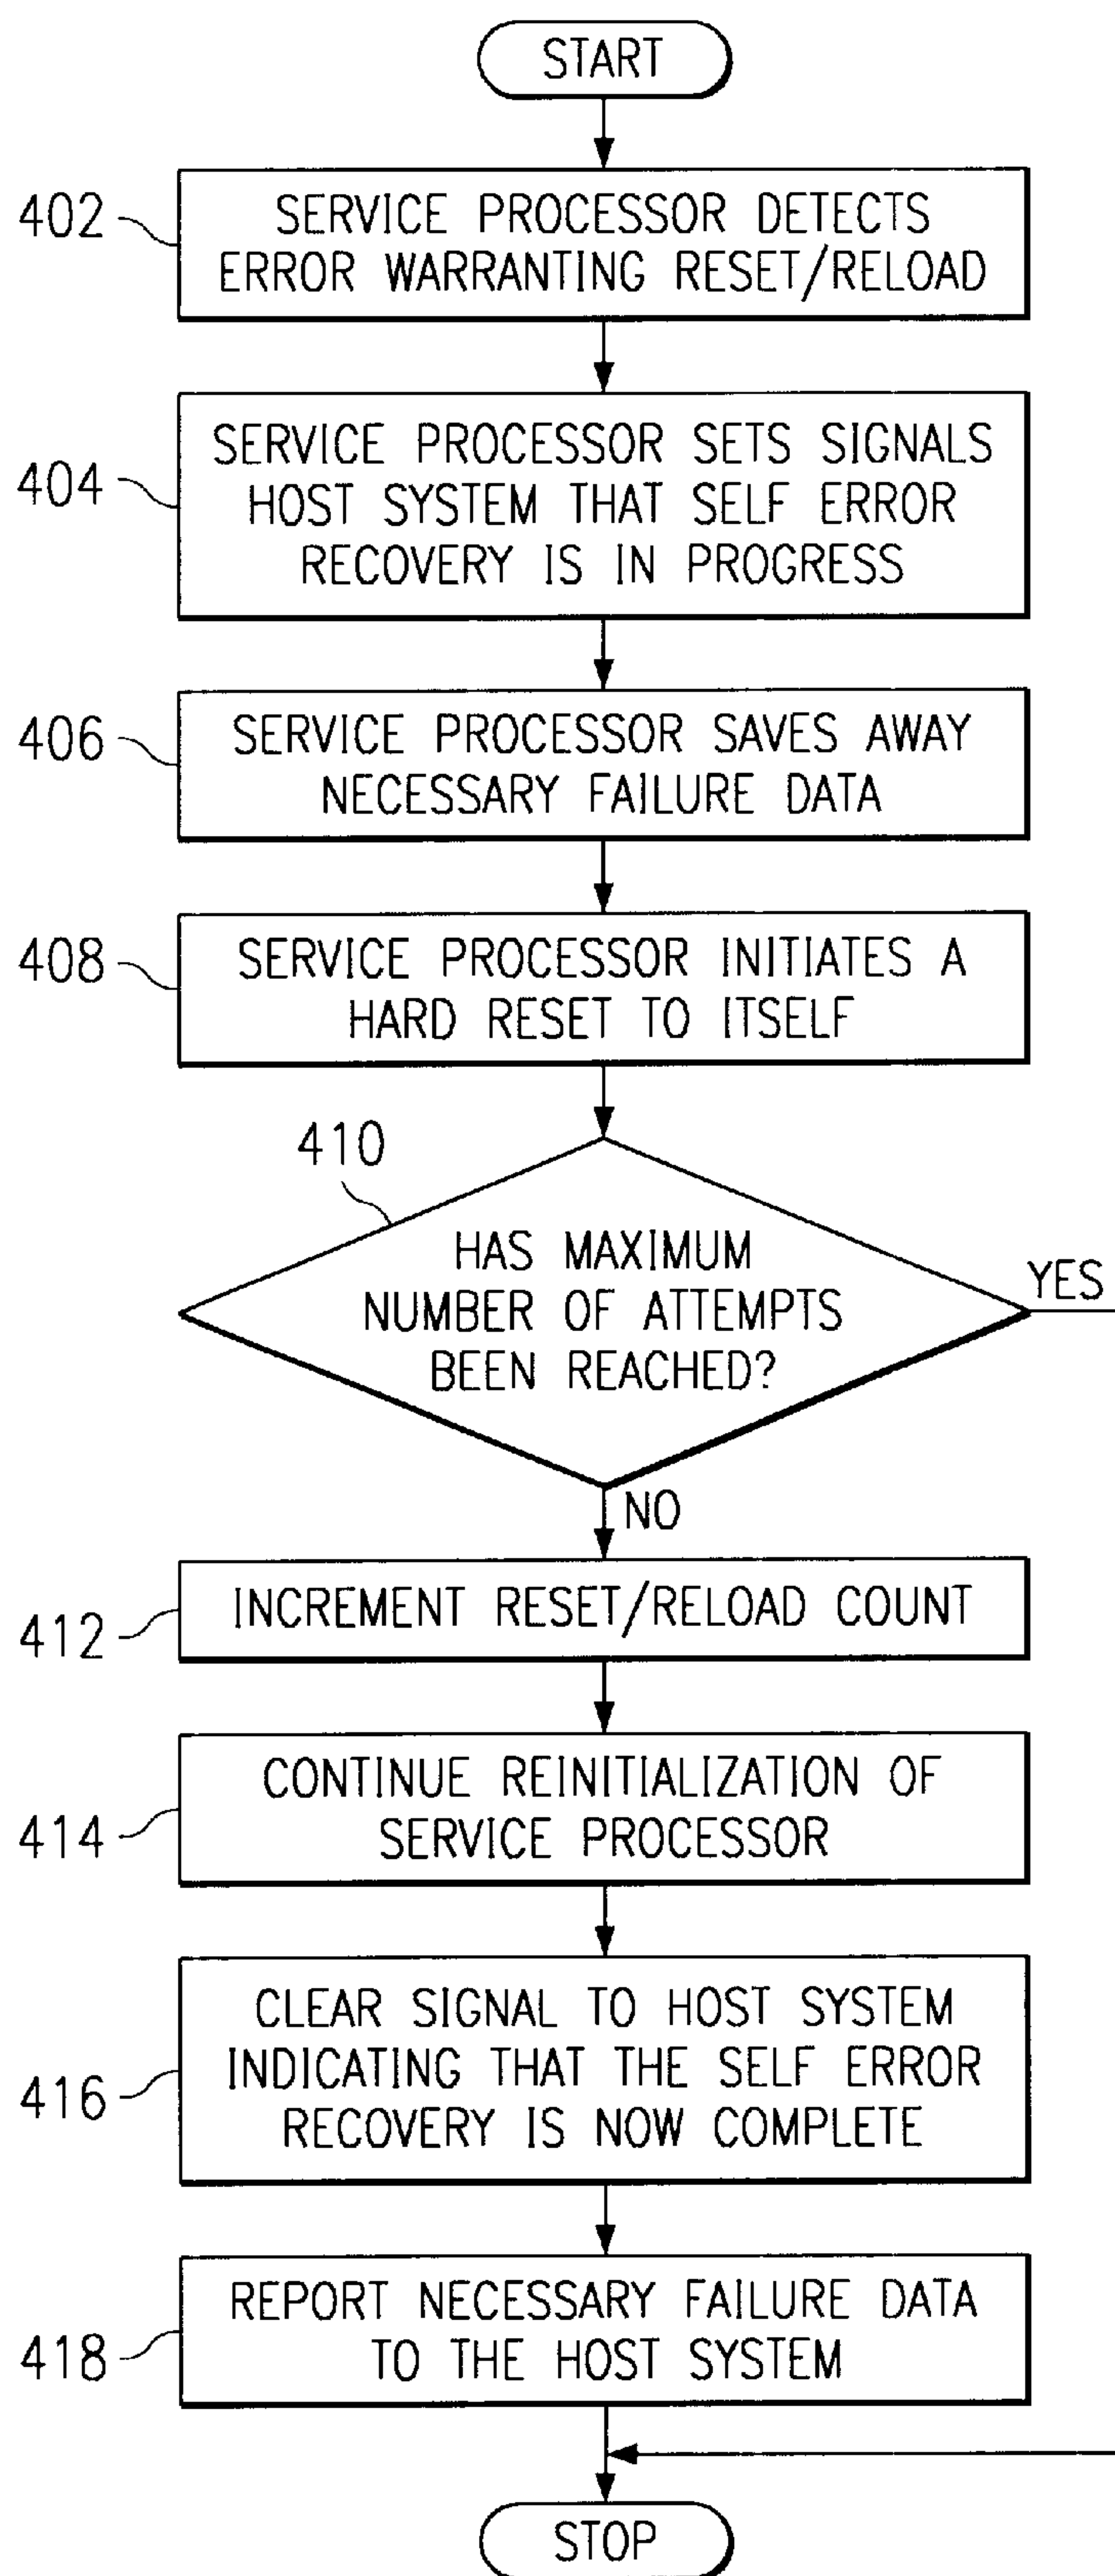 START
402
SERVICE PROCESSOR DETECTS
ERROR WARRANTING RESET/RELOAD
404
SERVICE PROCESSOR SETS SIGNALS
HOST SYSTEM THAT SELF ERROR
RECOVERY IS IN PROGRESS
406
SERVICE PROCESSOR SAVES AWAY
NECESSARY FAILURE DATA
408
SERVICE PROCESSOR INITIATES A
HARD RESET TO ITSELF
410
HAS MAXIMUM
NUMBER OF ATTEMPTS
BEEN REACHED?
YES
NO
412
INCREMENT RESET/RELOAD COUNT
414
CONTINUE REINITIALIZATION OF
SERVICE PROCESSOR
416
CLEAR SIGNAL TO HOST SYSTEM
INDICATING THAT THE SELF ERROR
RECOVERY IS NOW COMPLETE
418
REPORT NECESSARY FAILURE DATA
TO THE HOST SYSTEM
STOP